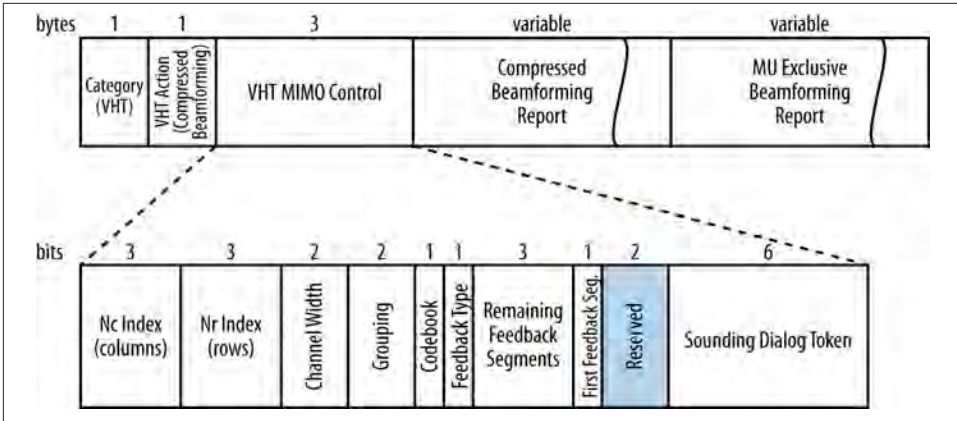 bytes 1 1 3 variable variable
Category
(VHT)
VHT Action
(Compressed
Beamforming)
VHT MIMO Control
Compressed
Beamforming
Report
MU Exclusive
Beamforming
Report
bits 3 3 2 2 1 1 3 1 2 6
Nc Index
(columns)
Nr Index
(rows)
Channel Width
Grouping
Codebook
Feedback Type
Remaining
Feedback
Segments
First Feedback Seg.
Reserved
Sounding Dialog Token